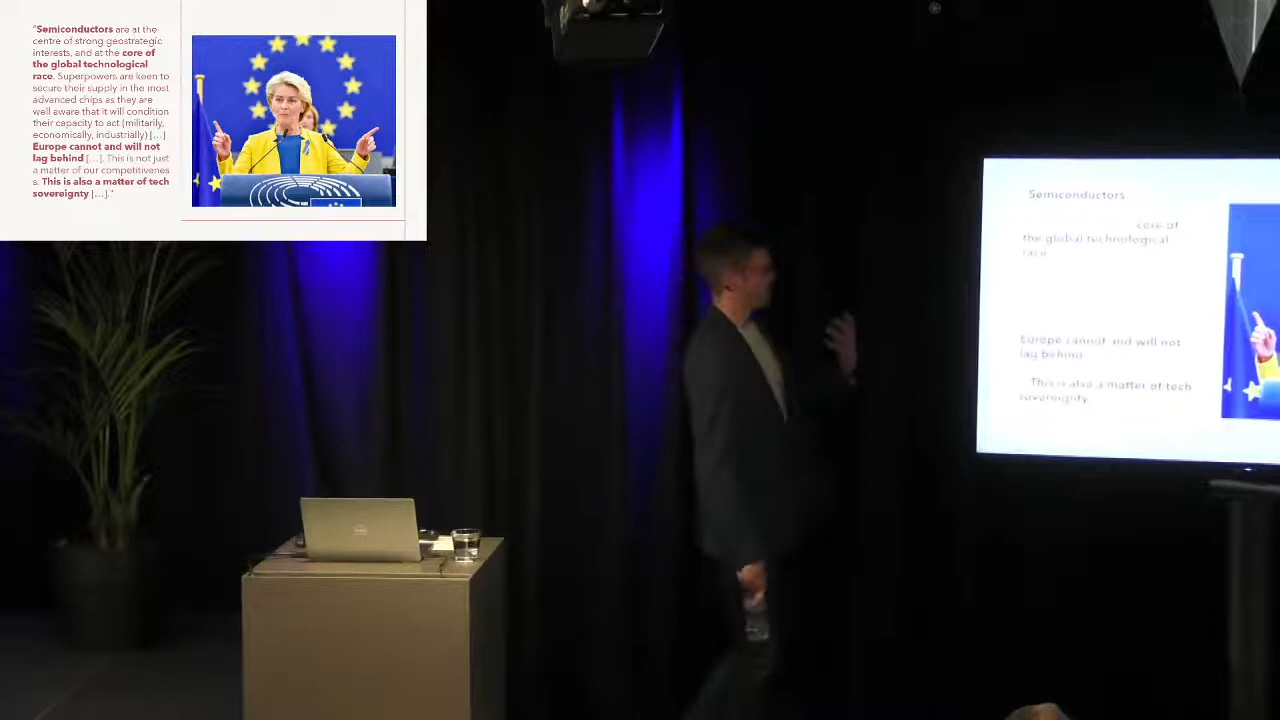 "Semiconductors are at the
centre of strong geostrategic
interests, and at the core of
the global technological
race. Superpowers are keen to
secure their supply in the most
advanced chips as they are
well aware that it will condition
their capacity to act (militarily,
economically, industrially) [...]
Europe cannot and will not
lag behind [...]. This is not just
a matter of our competitivenes
s. This is also a matter of tech
sovereignty [...]."
Semiconductors
core of
the global technological
race
Europe cannot and will not
lag behind
This is also a matter of tech
sovereignty